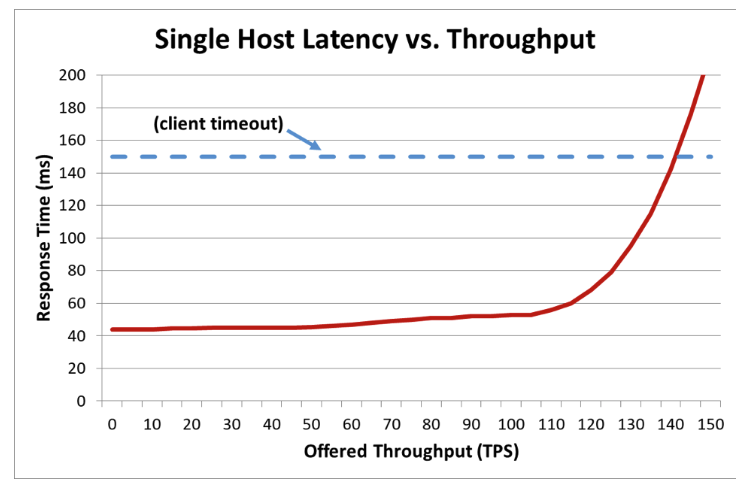 Single Host Latency vs. Throughput
200
180
160
140
120
100
80
60
40
20
0
(client timeout)
Response Time (ms)
0 10 20 30 40 50 60 70 80 90 100 110 120 130 140 150
Offered Throughput (TPS)